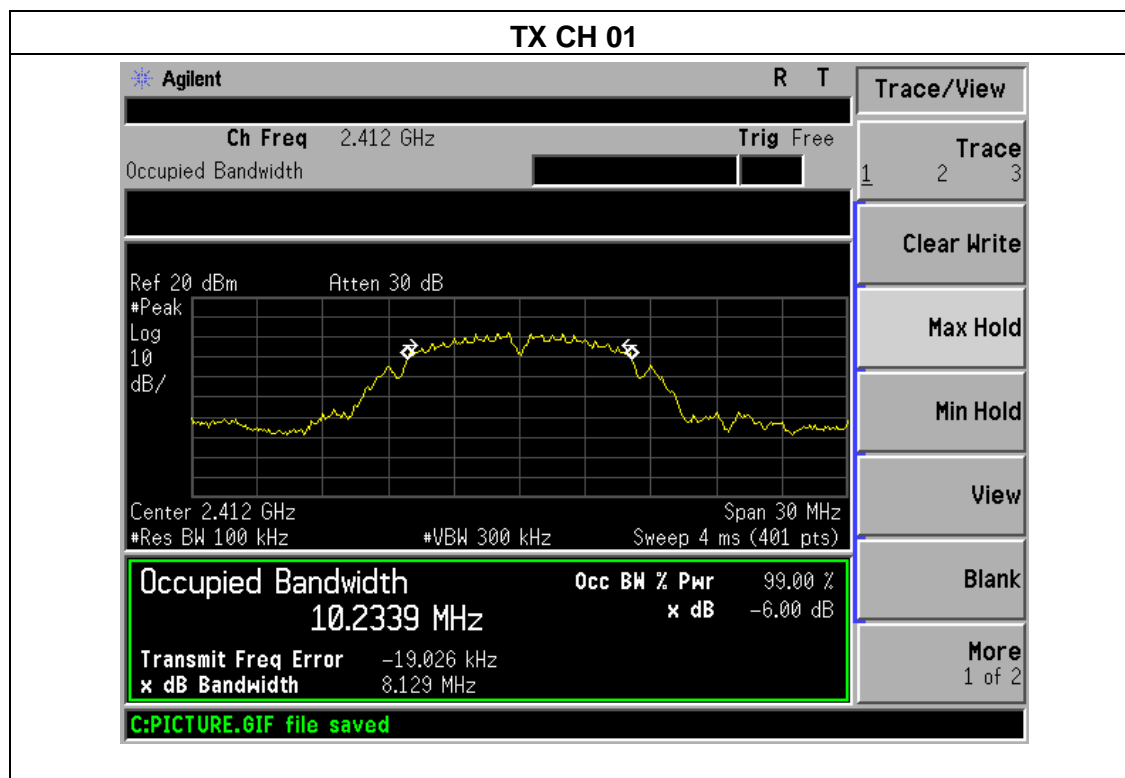 TX CH 01
Agilent R T
Trace/View
Ch Freq 2.412 GHz Trig Free
Occupied Bandwidth
Trace
1 2 3
Clear Write
Ref 20 dBm Atten 30 dB
#Peak
Log
10
dB/
Max Hold
Min Hold
View
Center 2.412 GHz Span 30 MHz
#Res BW 100 kHz #VBW 300 kHz Sweep 4 ms (401 pts)
Occupied Bandwidth Occ BW % Pwr 99.00 %
10.2339 MHz x dB -6.00 dB
Blank
Transmit Freq Error -19.026 kHz
x dB Bandwidth 8.129 MHz
More
1 of 2
C:PICTURE.GIF file saved